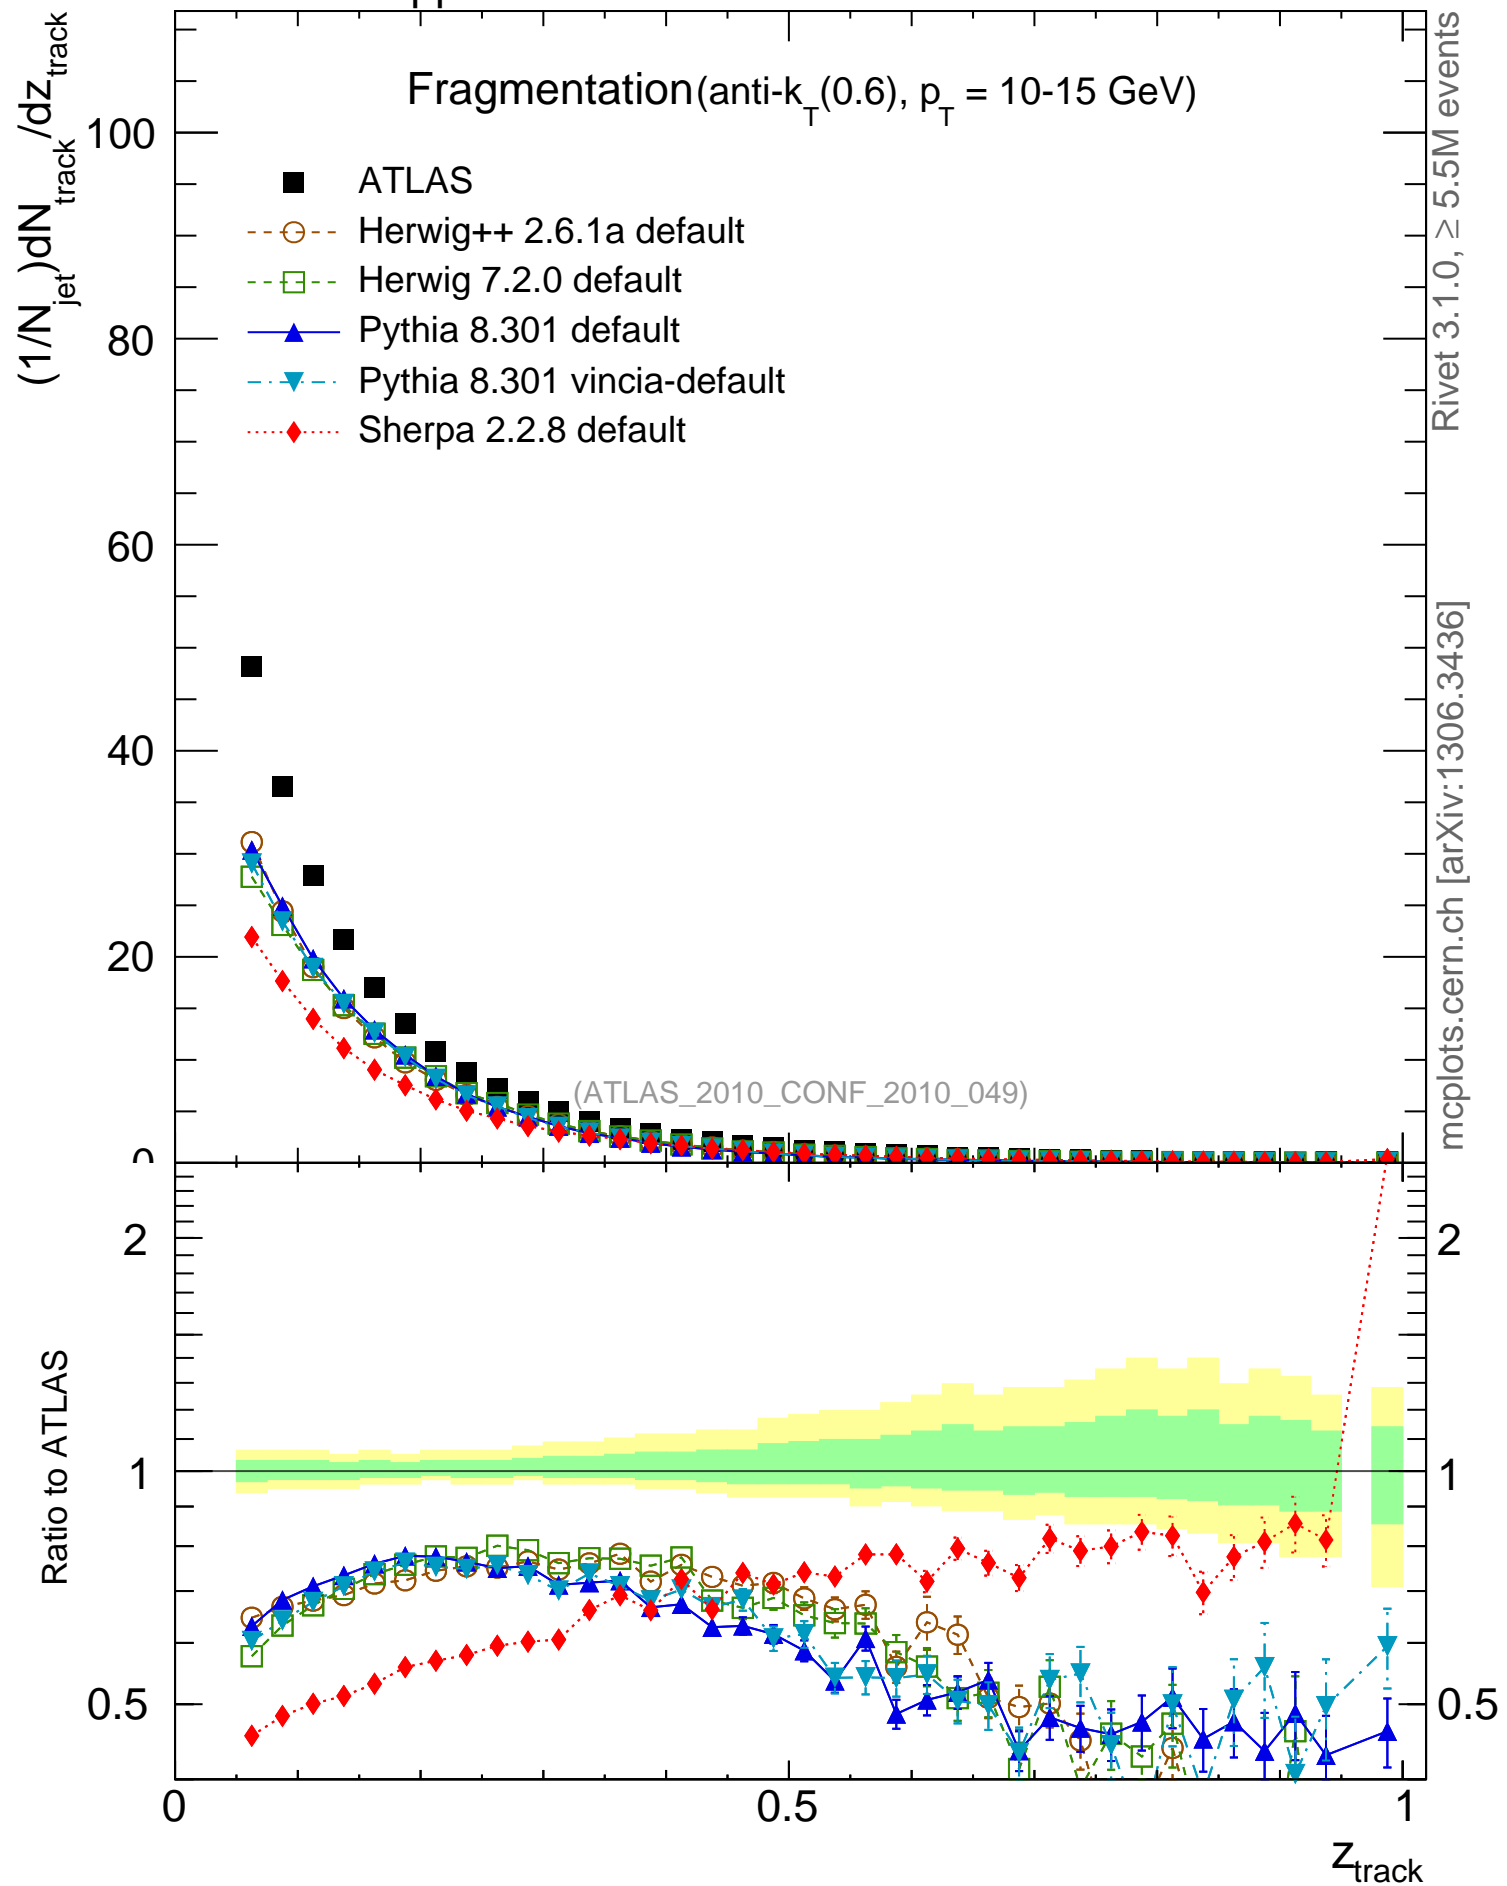 pp
(1/N_jet)dN_track/dz_track
Fragmentation (anti-k_T(0.6), p_T = 10-15 GeV)
ATLAS
Herwig++ 2.6.1a default
Herwig 7.2.0 default
Pythia 8.301 default
Pythia 8.301 vincia-default
Sherpa 2.2.8 default
100
80
60
40
20
0
(ATLAS_2010_CONF_2010_049)
Rivet 3.1.0, ≥ 5.5M events
mcplots.cern.ch [arXiv:1306.3436]
Ratio to ATLAS
2
1
0.5
2
1
0.5
0
0.5
1
z_track